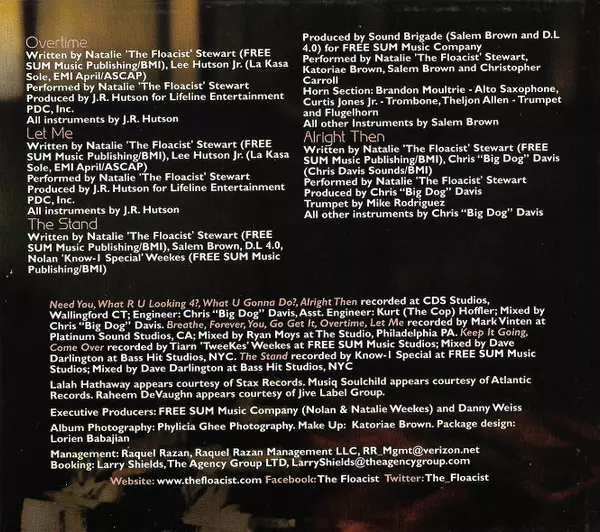 Overtime
Written by Natalie 'The Floacist' Stewart (FREE
SUM Music Publishing/BMI), Lee Hutson Jr. (La Kasa
Sole, EMI April/ASCAP)
Performed by Natalie 'The Floacist' Stewart
Produced by J.R. Hutson for Lifeline Entertainment
PDC, Inc.
All instruments by J.R. Hutson
Let Me
Written by Natalie 'The Floacist' Stewart (FREE
SUM Music Publishing/BMI), Lee Hutson Jr. (La Kasa
Sole, EMI April/ASCAP)
Performed by Natalie 'The Floacist' Stewart
Produced by J.R. Hutson for Lifeline Entertainment
PDC, Inc.
All instruments by J.R. Hutson
The Stand
Written by Natalie 'The Floacist' Stewart (FREE
SUM Music Publishing/BMI), Salem Brown, D.L 4.0,
Nolan 'Know-1 Special' Weekes (FREE SUM Music
Publishing/BMI)
Produced by Sound Brigade (Salem Brown and D.L
4.0) for FREE SUM Music Company
Performed by Natalie 'The Floacist' Stewart,
Katoriae Brown, Salem Brown and Christopher
Carroll
Horn Section: Brandon Moultrie - Alto Saxophone,
Curtis Jones Jr. - Trombone, Theljon Allen - Trumpet
and Flugelhorn
All other Instruments by Salem Brown
Alright Then
Written by Natalie 'The Floacist' Stewart (FREE
SUM Music Publishing/BMI), Chris “Big Dog” Davis
(Chris Davis Sounds/BMI)
Performed by Natalie 'The Floacist' Stewart
Produced by Chris “Big Dog” Davis
Trumpet by Mike Rodriguez
All other instruments by Chris “Big Dog” Davis
Need You, What R U Looking 4?, What U Gonna Do?, Alright Then recorded at CDS Studios,
Wallingford CT; Engineer: Chris “Big Dog” Davis, Asst. Engineer: Kurt (The Cop) Hoffler; Mixed by
Chris “Big Dog” Davis. Breathe, Forever, You, Go Get It, Overtime, Let Me recorded by Mark Vinten at
Platinum Sound Studios, CA; Mixed by Ryan Moys at The Studio, Philadelphia PA. Keep It Going,
Come Over recorded by Tiarn 'TweeKes' Weekes at FREE SUM Music Studios; Mixed by Dave
Darlington at Bass Hit Studios, NYC. The Stand recorded by Know-1 Special at FREE SUM Music
Studios; Mixed by Dave Darlington at Bass Hit Studios, NYC
Lalah Hathaway appears courtesy of Stax Records. Musiq Soulchild appears courtesy of Atlantic
Records. Raheem DeVaughn appears courtesy of Jive Label Group.
Executive Producers: FREE SUM Music Company (Nolan & Natalie Weekes) and Danny Weiss
Album Photography: Phylicia Ghee Photography. Make Up: Katoriae Brown. Package design:
Lorien Babajian
Management: Raquel Razan, Raquel Razan Management LLC, RR_Mgmt@verizon.net
Booking: Larry Shields, The Agency Group LTD, LarryShields@theagencygroup.com
Website: www.thefloacist.com Facebook: The Floacist Twitter: The_Floacist